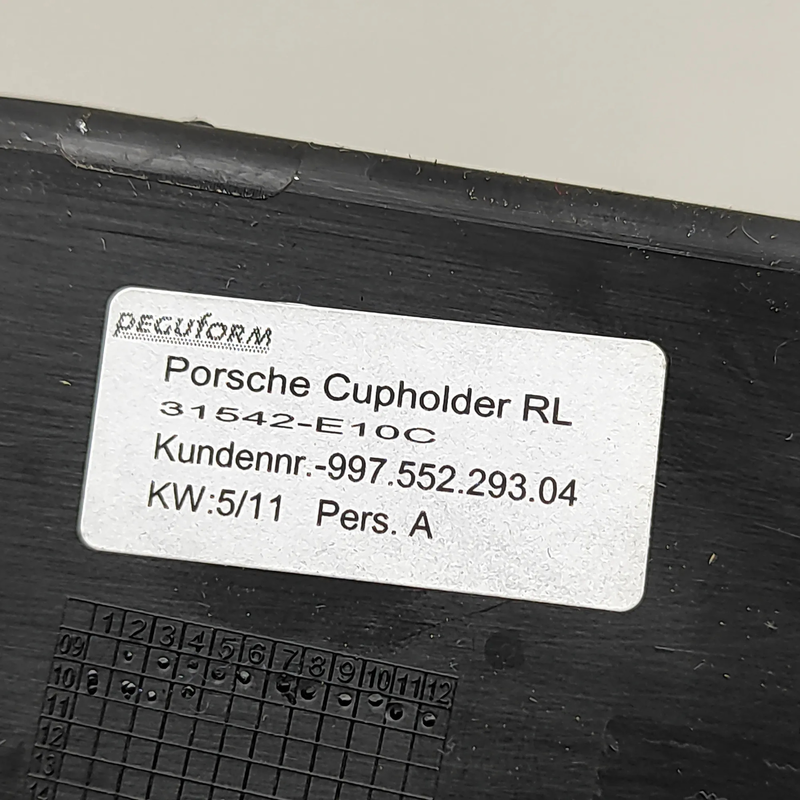 peguform
Porsche Cupholder RL
31542-E10C
Kundennr.-997.552.293.04
KW:5/11 Pers. A
1 2 3 4 5 6 7 8 9 10 11 12
09
10
11
12
13
14